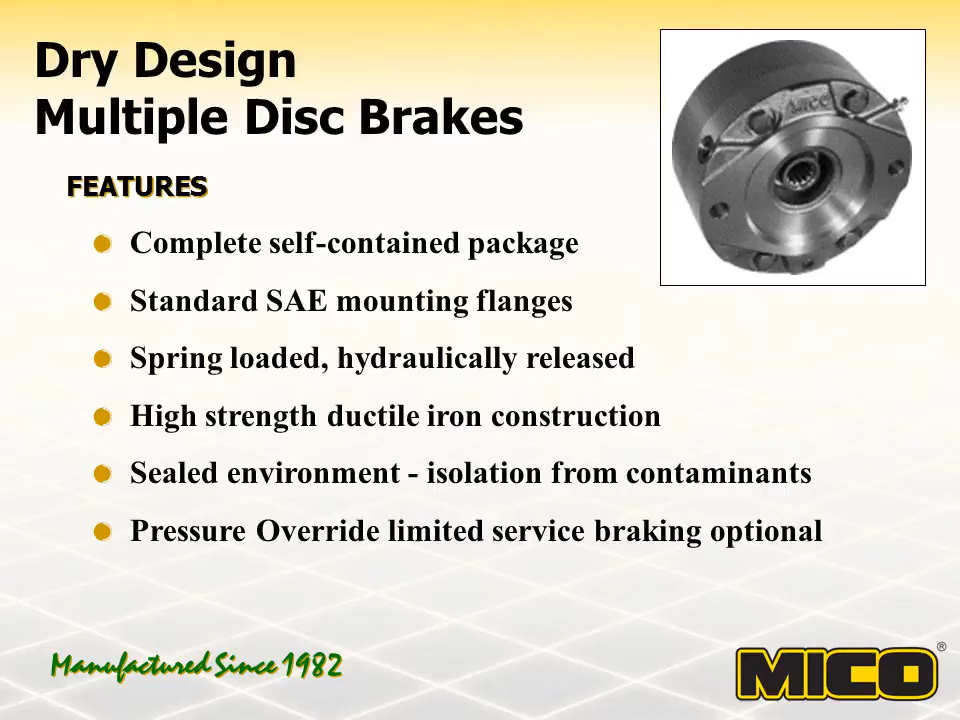 Dry Design
Multiple Disc Brakes
MICO
FEATURES
Complete self-contained package
Standard SAE mounting flanges
Spring loaded, hydraulically released
High strength ductile iron construction
Sealed environment - isolation from contaminants
Pressure Override limited service braking optional
Manufactured Since 1982
MICO®